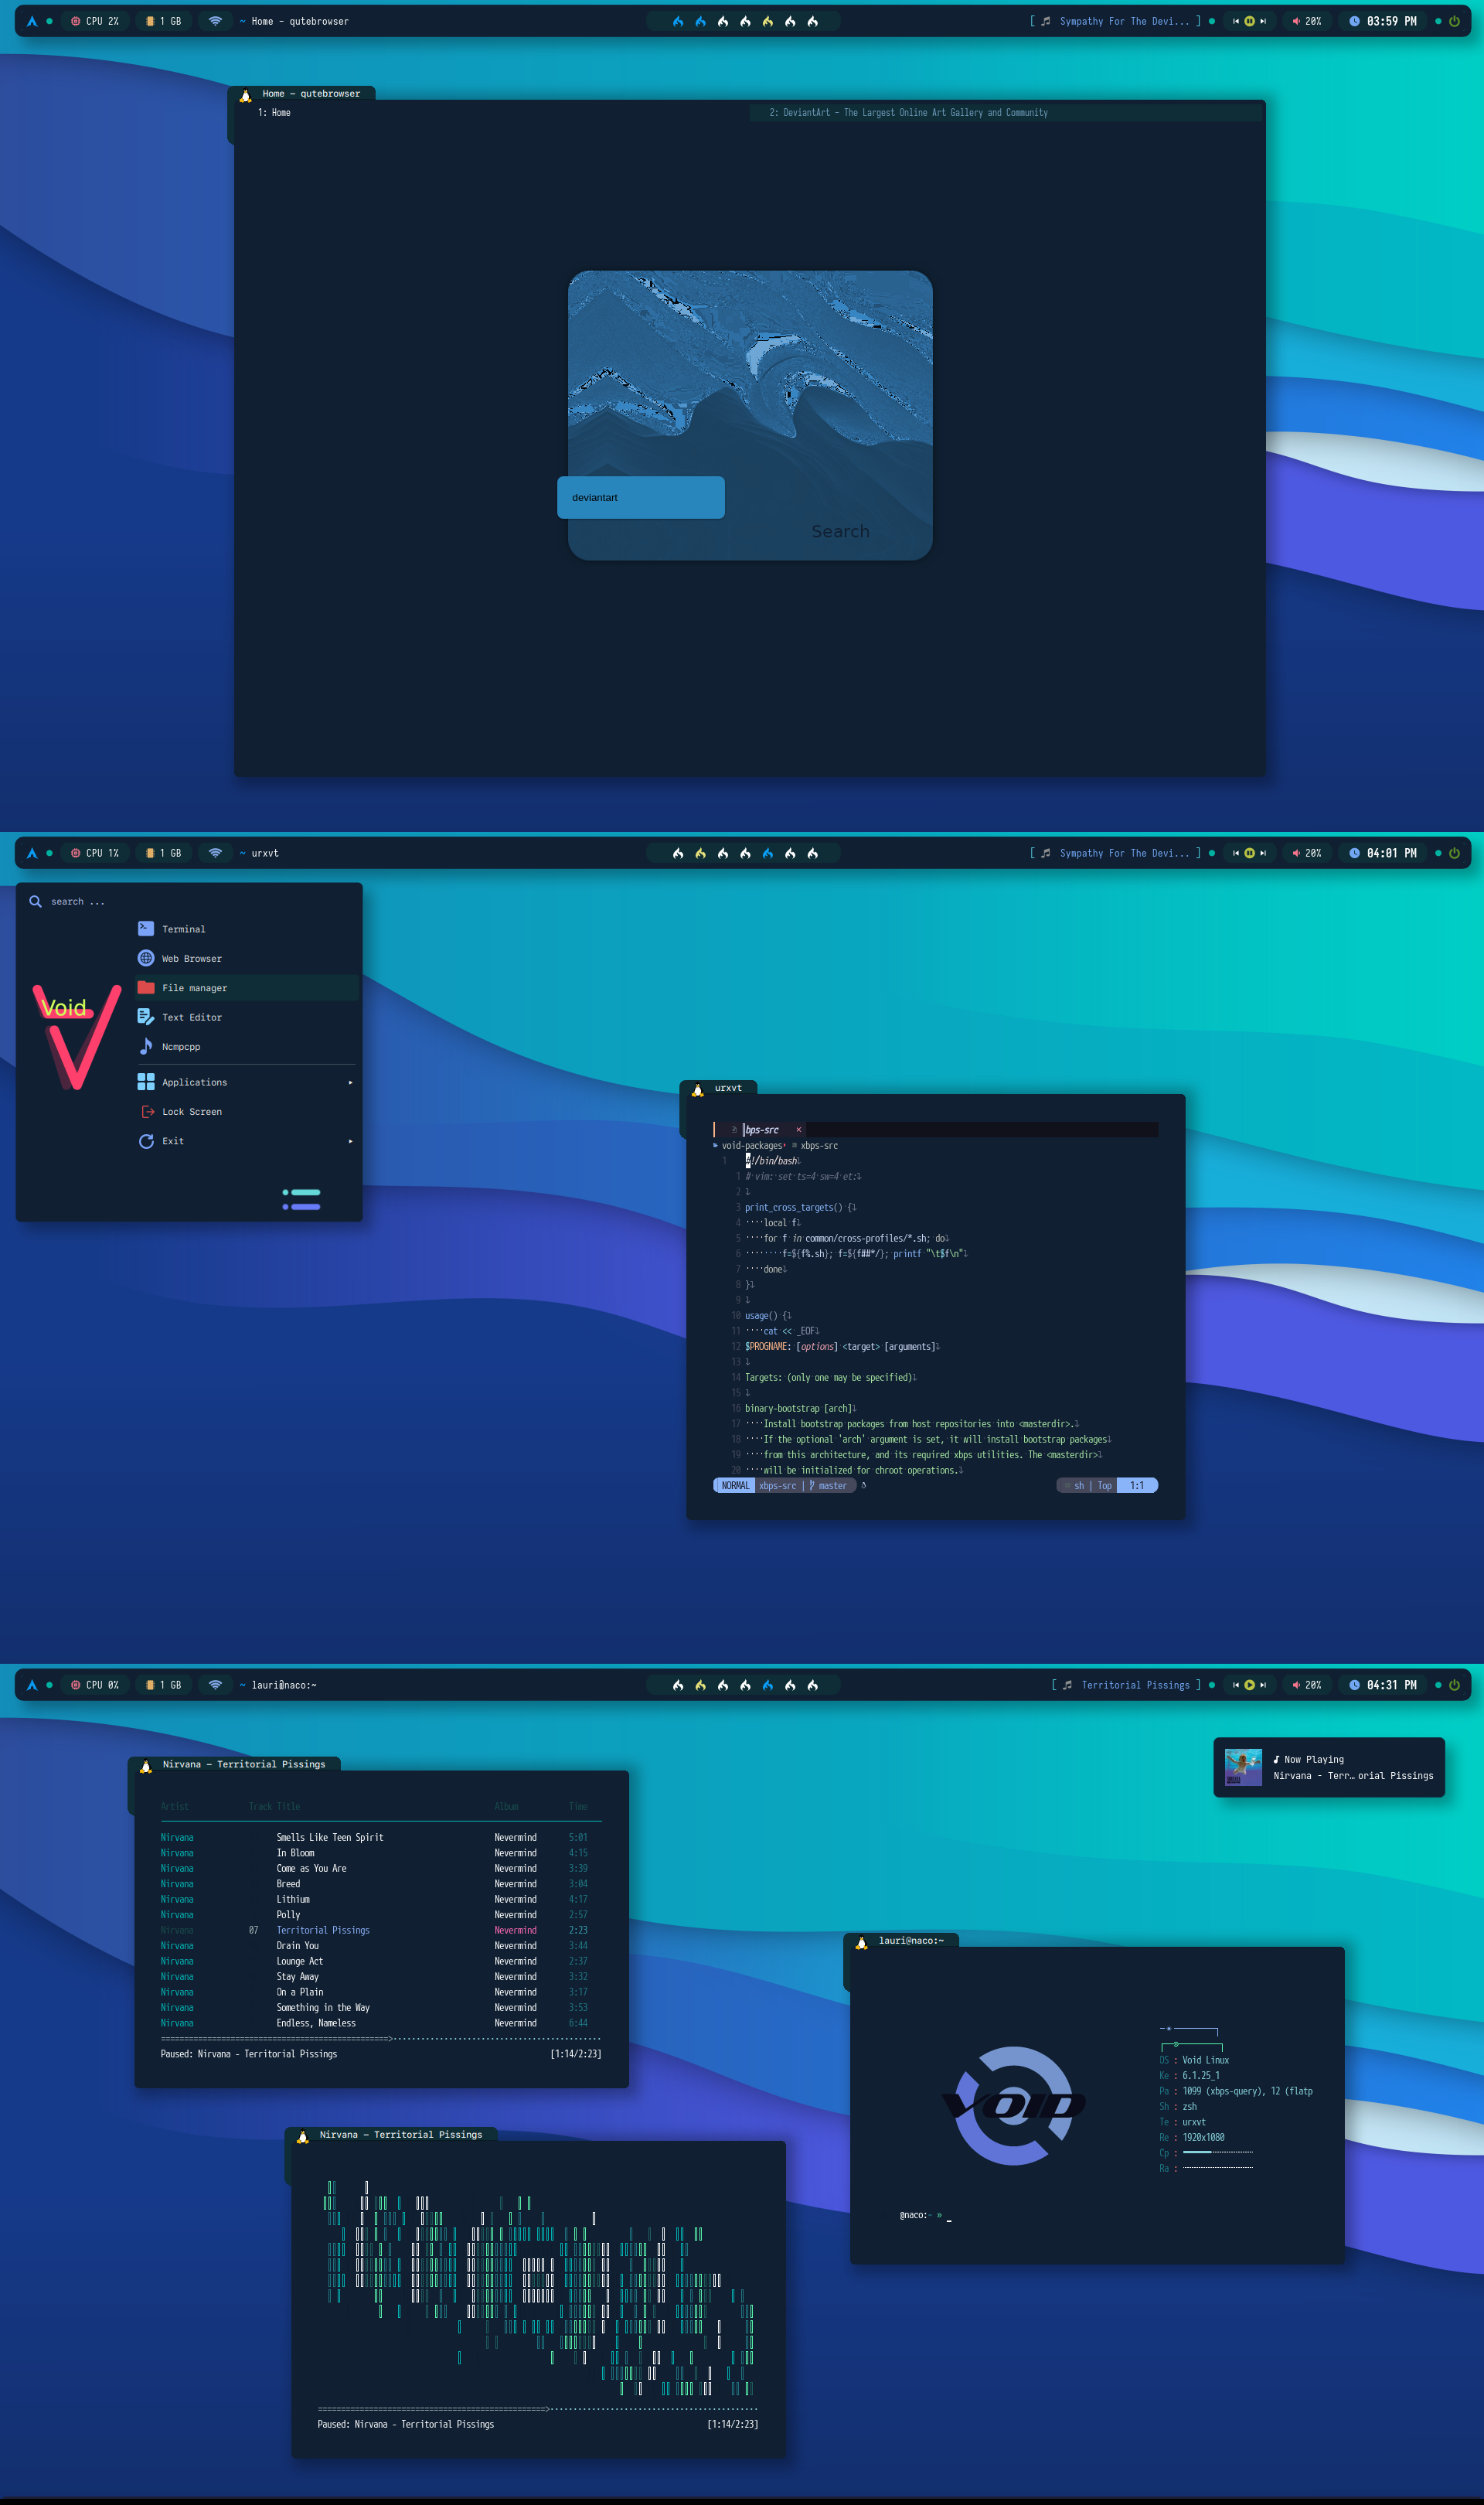 CPU 2% 1 GB ~ Home - qutebrowser [ Sympathy For The Devi... ] 20% 03:59 PM
Home - qutebrowser
1: Home 2: DeviantArt - The Largest Online Art Gallery and Community
deviantart
Search
CPU 1% 1 GB ~ urxvt [ Sympathy For The Devi... ] 20% 04:01 PM
search ...
Terminal
Web Browser
File manager
Void
Text Editor
Ncmpcpp
Applications
Lock Screen
Exit
urxvt
bps-src ×
void-packages xbps-src
1 #!/bin/bash
1 # vim: set ts=4 sw=4 et:
2
3 print_cross_targets() {
4 ····local f
5 ····for f in common/cross-profiles/*.sh; do
6 ········f=${f%.sh}; f=${f##*/}; printf "\t$f\n"
7 ····done
8 }
9
10 usage() {
11 ····cat << _EOF
12 $PROGNAME: [options] <target> [arguments]
13
14 Targets: (only one may be specified)
15
16 binary-bootstrap [arch]
17 ····Install bootstrap packages from host repositories into <masterdir>.
18 ····If the optional 'arch' argument is set, it will install bootstrap packages
19 ····from this architecture, and its required xbps utilities. The <masterdir>
20 ····will be initialized for chroot operations.
NORMAL xbps-src | master sh | Top 1:1
CPU 0% 1 GB ~ lauri@naco:~ [ Territorial Pissings ] 20% 04:31 PM
Now Playing
Nirvana - Terr… orial Pissings
Nirvana - Territorial Pissings
Artist Track Title Album Time
Nirvana Smells Like Teen Spirit Nevermind 5:01
Nirvana In Bloom Nevermind 4:15
Nirvana Come as You Are Nevermind 3:39
Nirvana Breed Nevermind 3:04
Nirvana Lithium Nevermind 4:17
Nirvana Polly Nevermind 2:57
Nirvana 07 Territorial Pissings Nevermind 2:23
Nirvana Drain You Nevermind 3:44
Nirvana Lounge Act Nevermind 2:37
Nirvana Stay Away Nevermind 3:32
Nirvana On a Plain Nevermind 3:17
Nirvana Something in the Way Nevermind 3:53
Nirvana Endless, Nameless Nevermind 6:44
Paused: Nirvana - Territorial Pissings [1:14/2:23]
lauri@naco:~
VOID
OS : Void Linux
Ke : 6.1.25_1
Pa : 1099 (xbps-query), 12 (flatp
Sh : zsh
Te : urxvt
Re : 1920x1080
Cp :
Ra :
@naco:~ »
Nirvana - Territorial Pissings
Paused: Nirvana - Territorial Pissings [1:14/2:23]